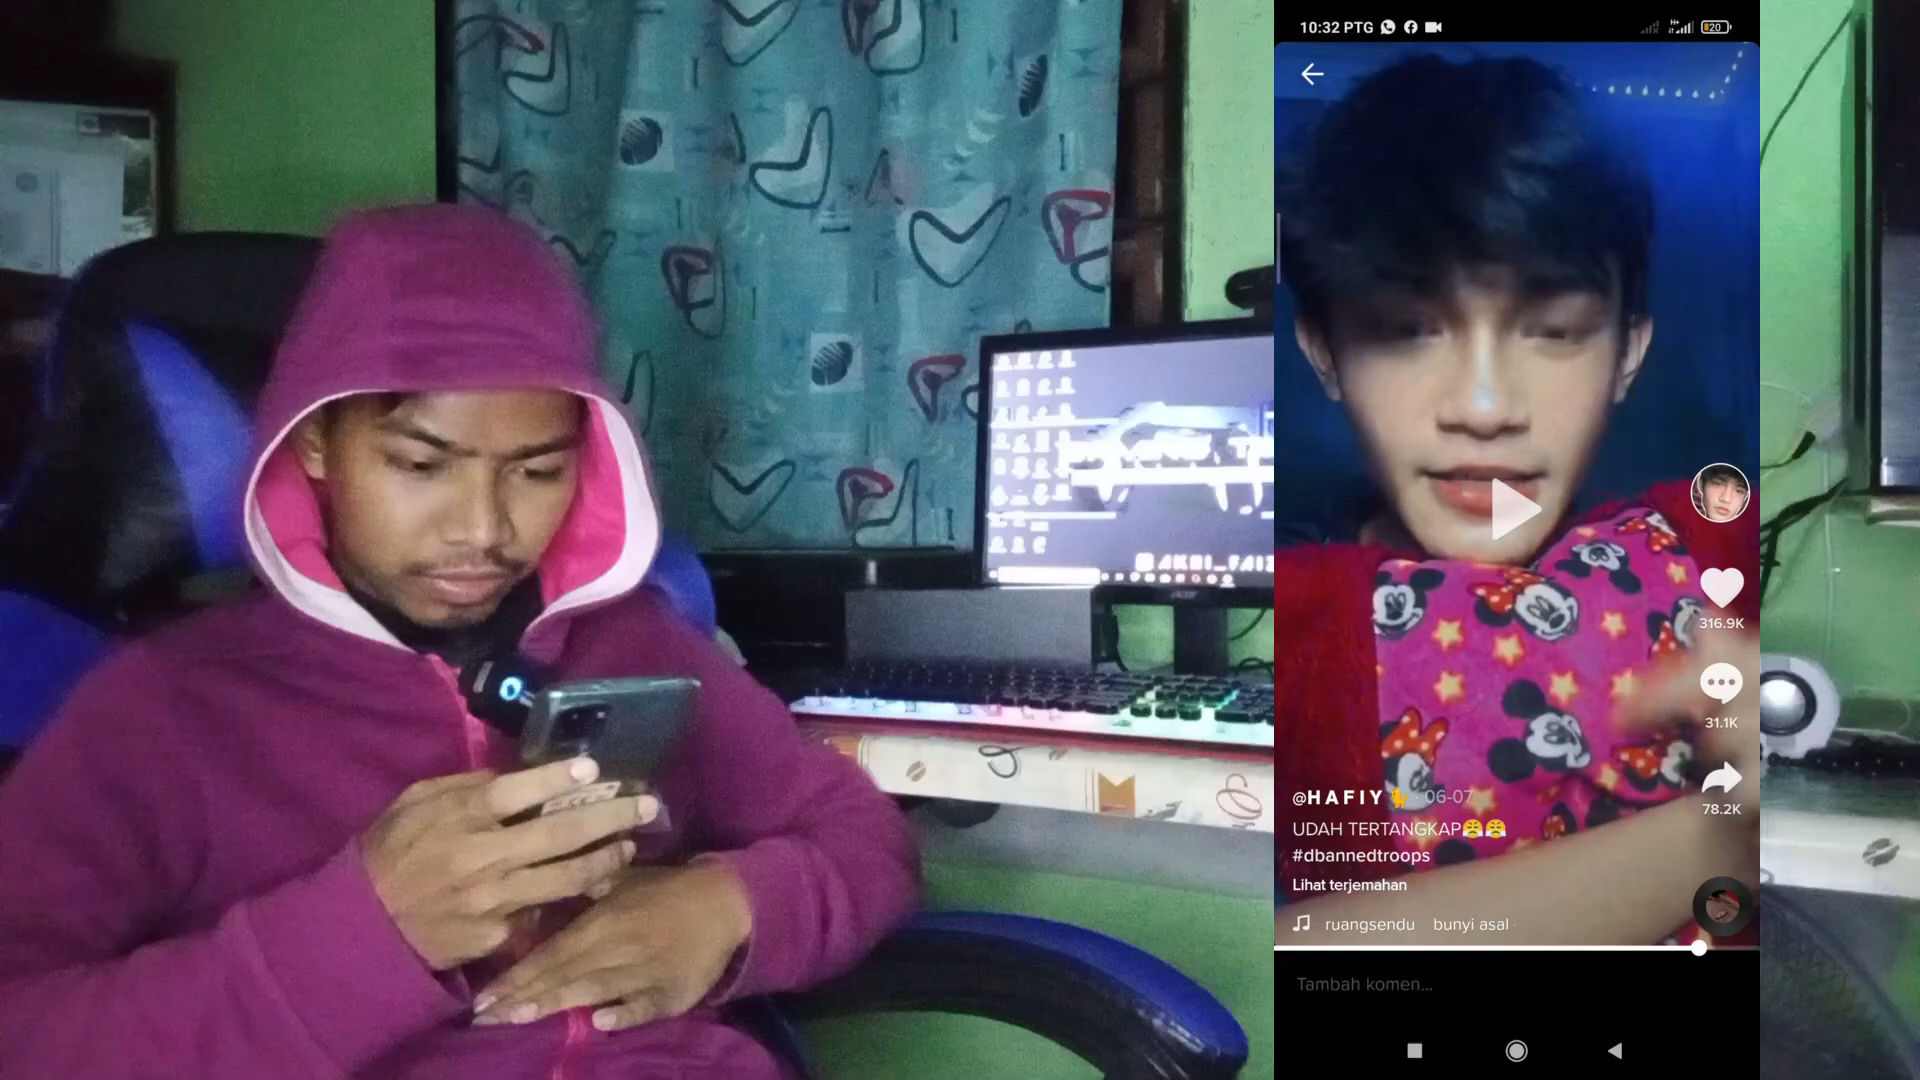 10:32 PTG
20
316.9K
31.1K
78.2K
@H A F I Y🐈 · 06-07
UDAH TERTANGKAP😤😤
#dbannedtroops
Lihat terjemahan
ruangsendu bunyi asal
Tambah komen...
acer